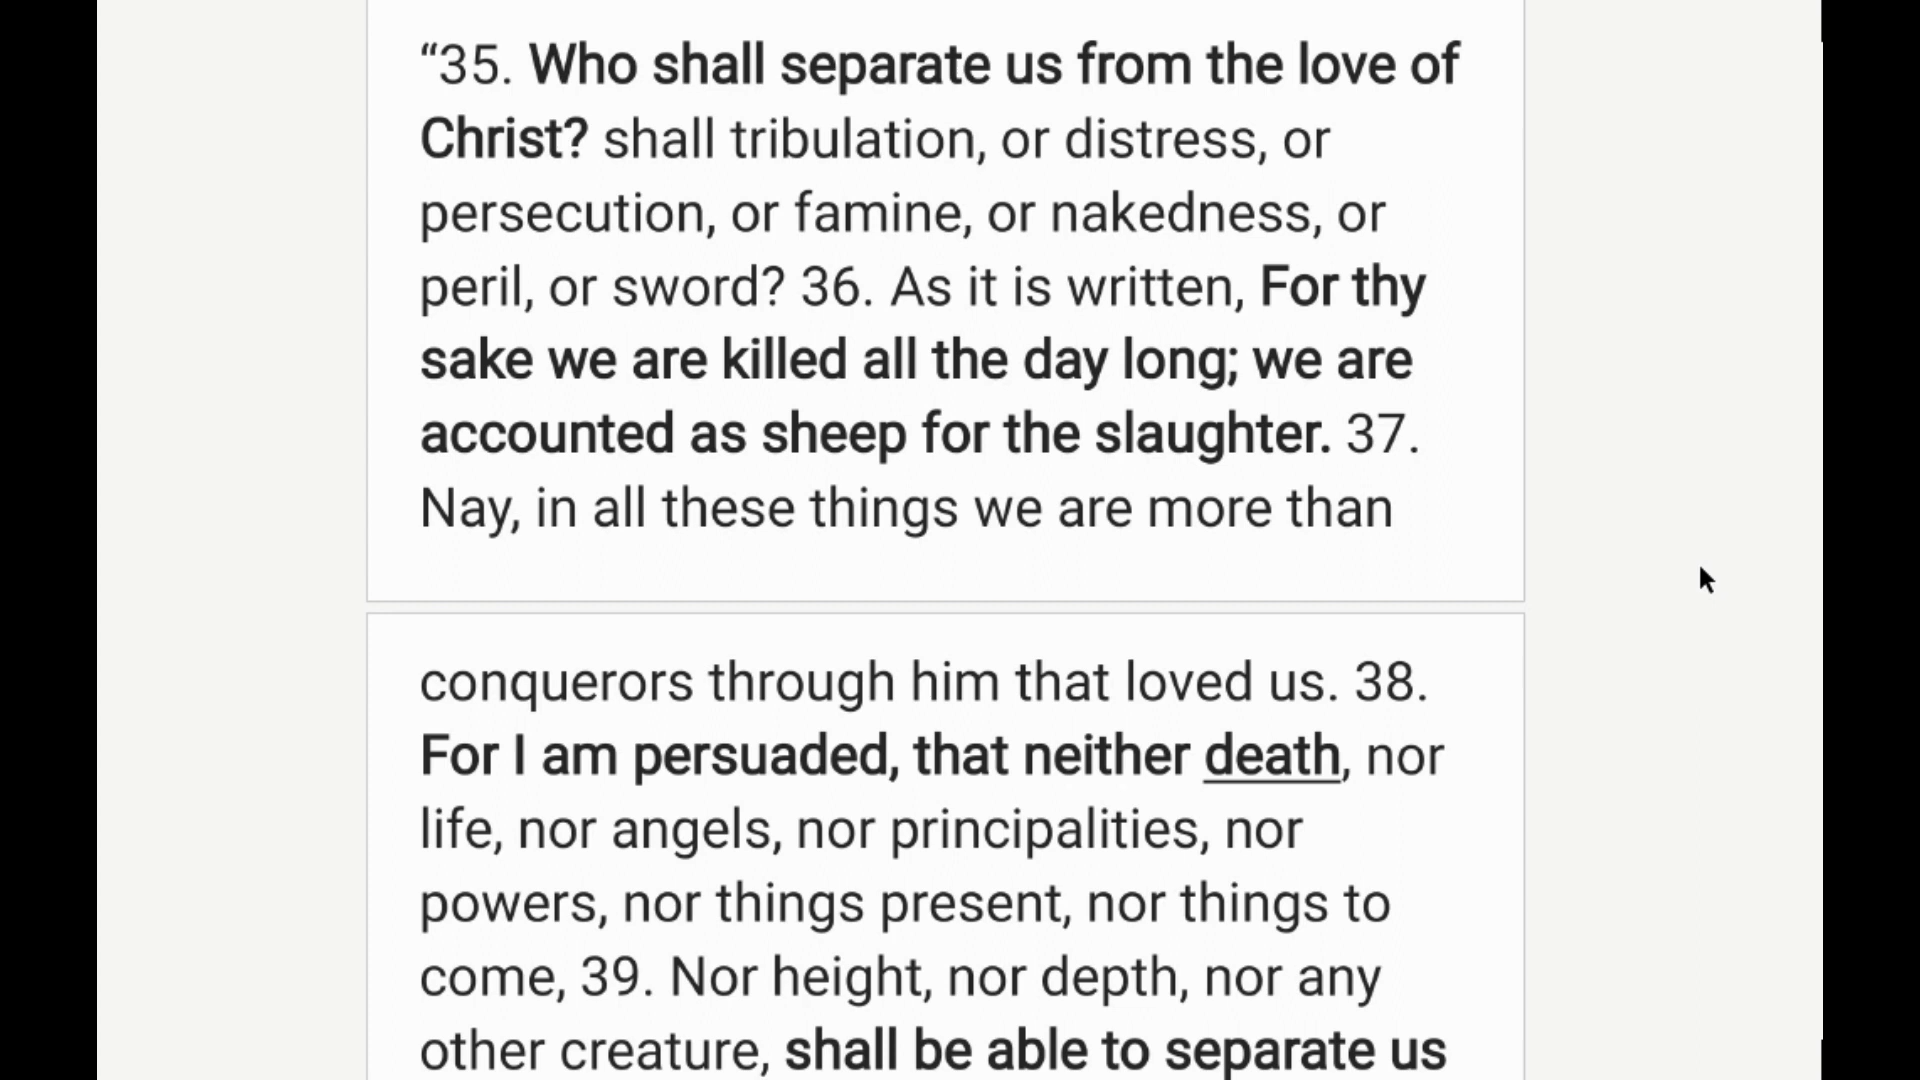 “35. Who shall separate us from the love of
Christ? shall tribulation, or distress, or
persecution, or famine, or nakedness, or
peril, or sword? 36. As it is written, For thy
sake we are killed all the day long; we are
accounted as sheep for the slaughter. 37.
Nay, in all these things we are more than
conquerors through him that loved us. 38.
For I am persuaded, that neither death, nor
life, nor angels, nor principalities, nor
powers, nor things present, nor things to
come, 39. Nor height, nor depth, nor any
other creature, shall be able to separate us